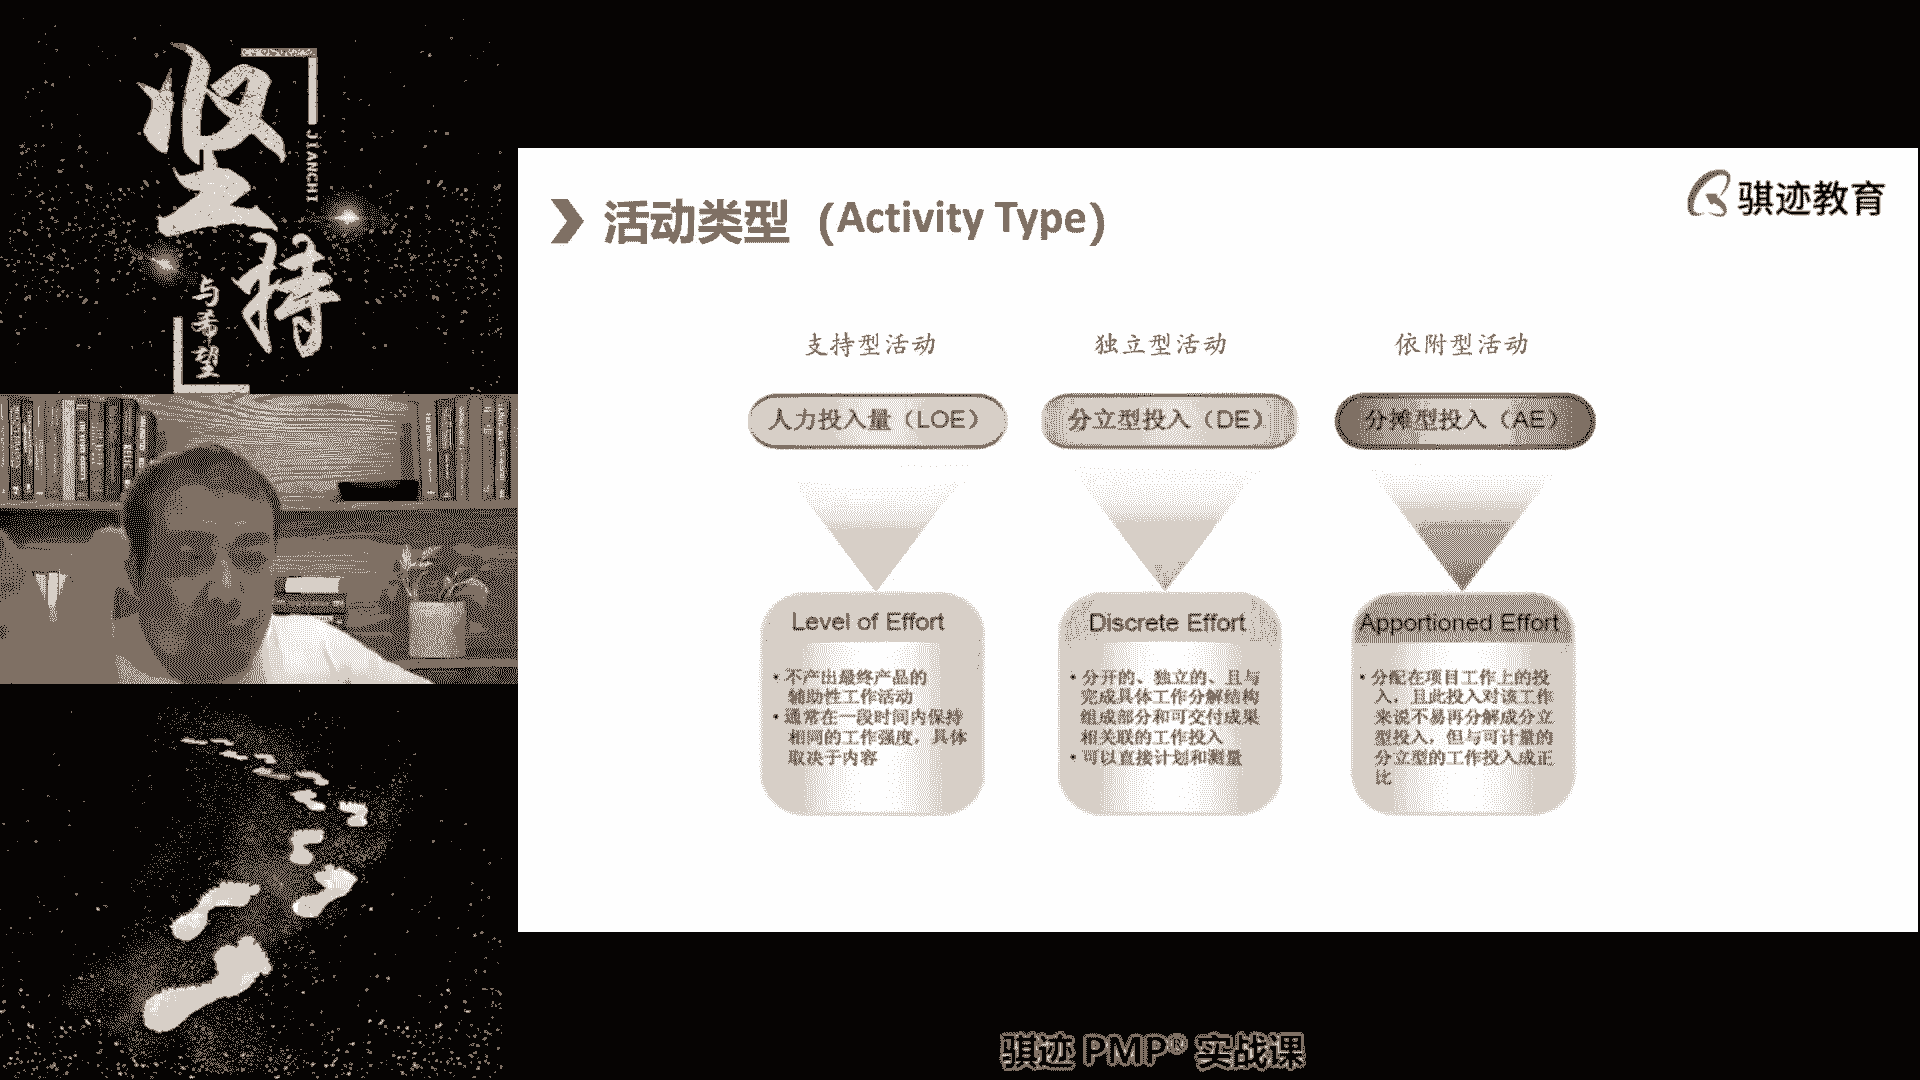 坚持
JIANCHI
与希望
骐迹教育
活动类型（Activity Type）
支持型活动
独立型活动
依附型活动
人力投入量（LOE）
分立型投入（DE）
分摊型投入（AE）
Level of Effort
• 不产出最终产品的
辅助性工作活动
• 通常在一段时间内保持
相同的工作强度，具体
取决于内容
Discrete Effort
• 分开的、独立的、且与
完成具体工作分解结构
组成部分和可交付成果
相关联的工作投入
• 可以直接计划和测量
Apportioned Effort
• 分配在项目工作上的投
入，且此投入对该工作
来说不易再分解成分立
型投入，但与可计量的
分立型的工作投入成正
比
骐迹 PMP® 实战课